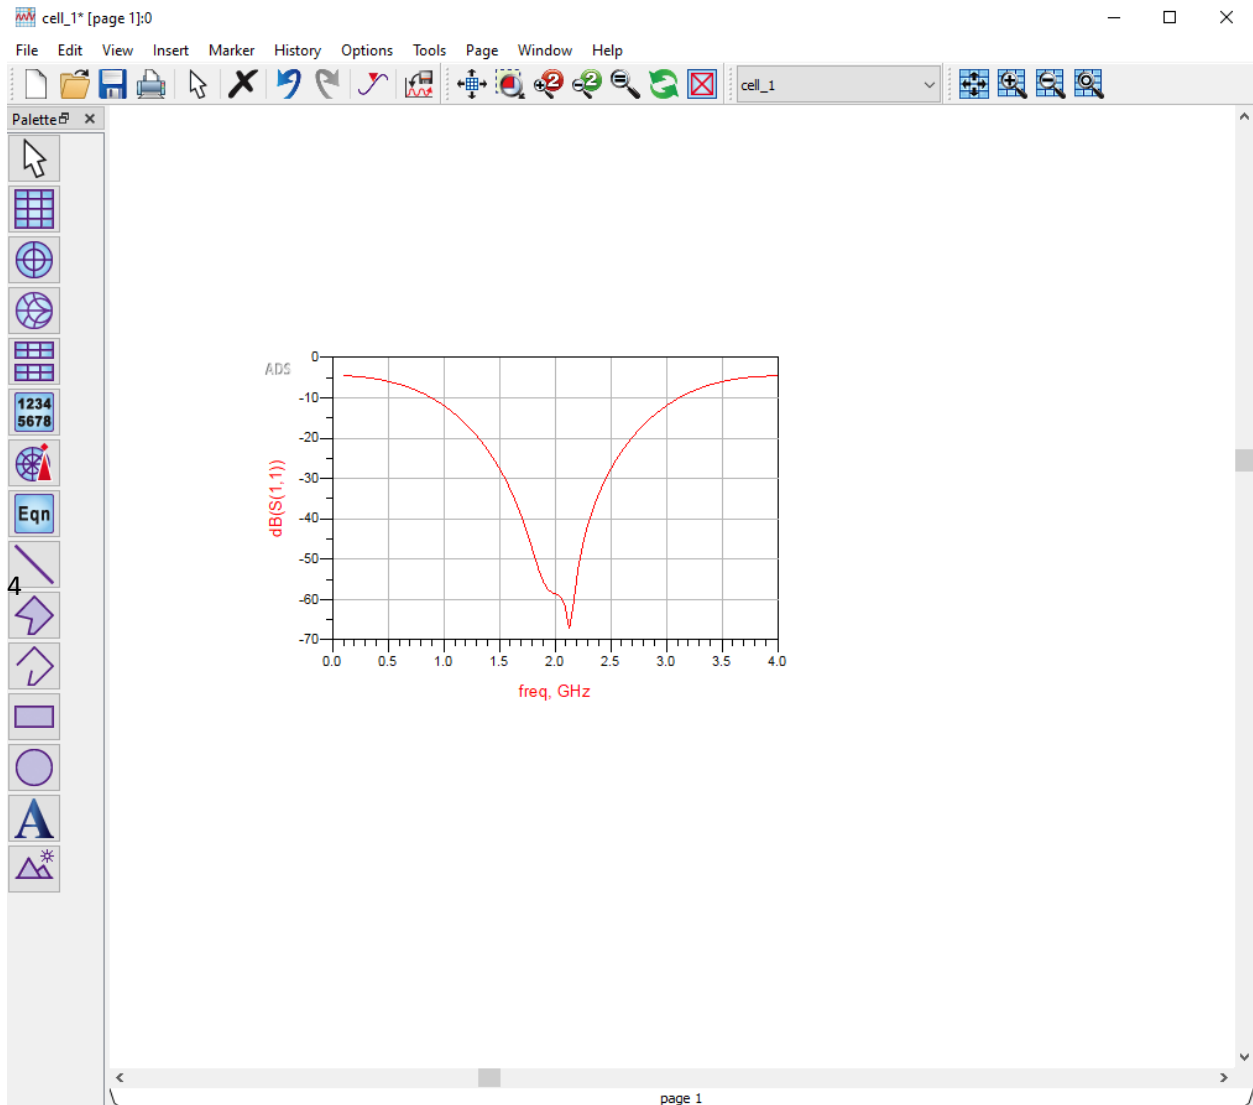 cell_1* [page 1]:0
File Edit View Insert Marker History Options Tools Page Window Help
+2 -2 cell_1
Palette
1234
5678
Eqn
4
A
ADS
0
-10
-20
-30
-40
-50
-60
-70
dB(S(1,1))
0.0 0.5 1.0 1.5 2.0 2.5 3.0 3.5 4.0
freq, GHz
page 1